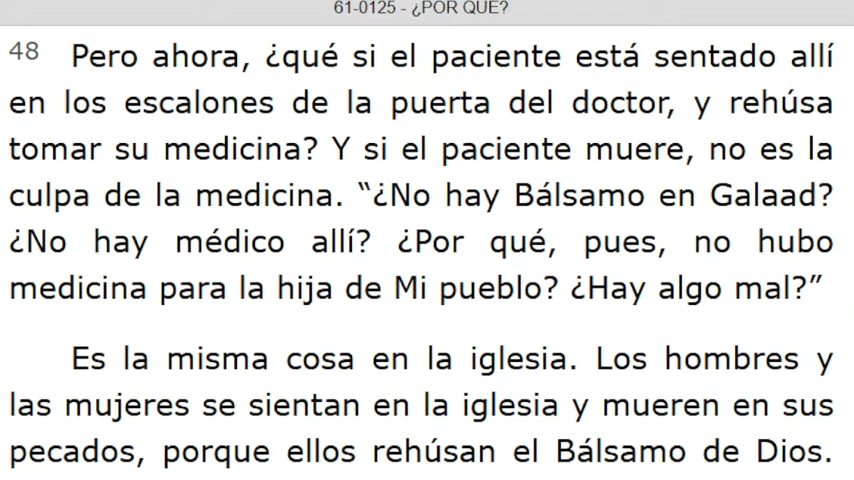 61-0125 - ¿POR QUÉ?
48 Pero ahora, ¿qué si el paciente está sentado allí
en los escalones de la puerta del doctor, y rehúsa
tomar su medicina? Y si el paciente muere, no es la
culpa de la medicina. “¿No hay Bálsamo en Galaad?
¿No hay médico allí? ¿Por qué, pues, no hubo
medicina para la hija de Mi pueblo? ¿Hay algo mal?”
Es la misma cosa en la iglesia. Los hombres y
las mujeres se sientan en la iglesia y mueren en sus
pecados, porque ellos rehúsan el Bálsamo de Dios.